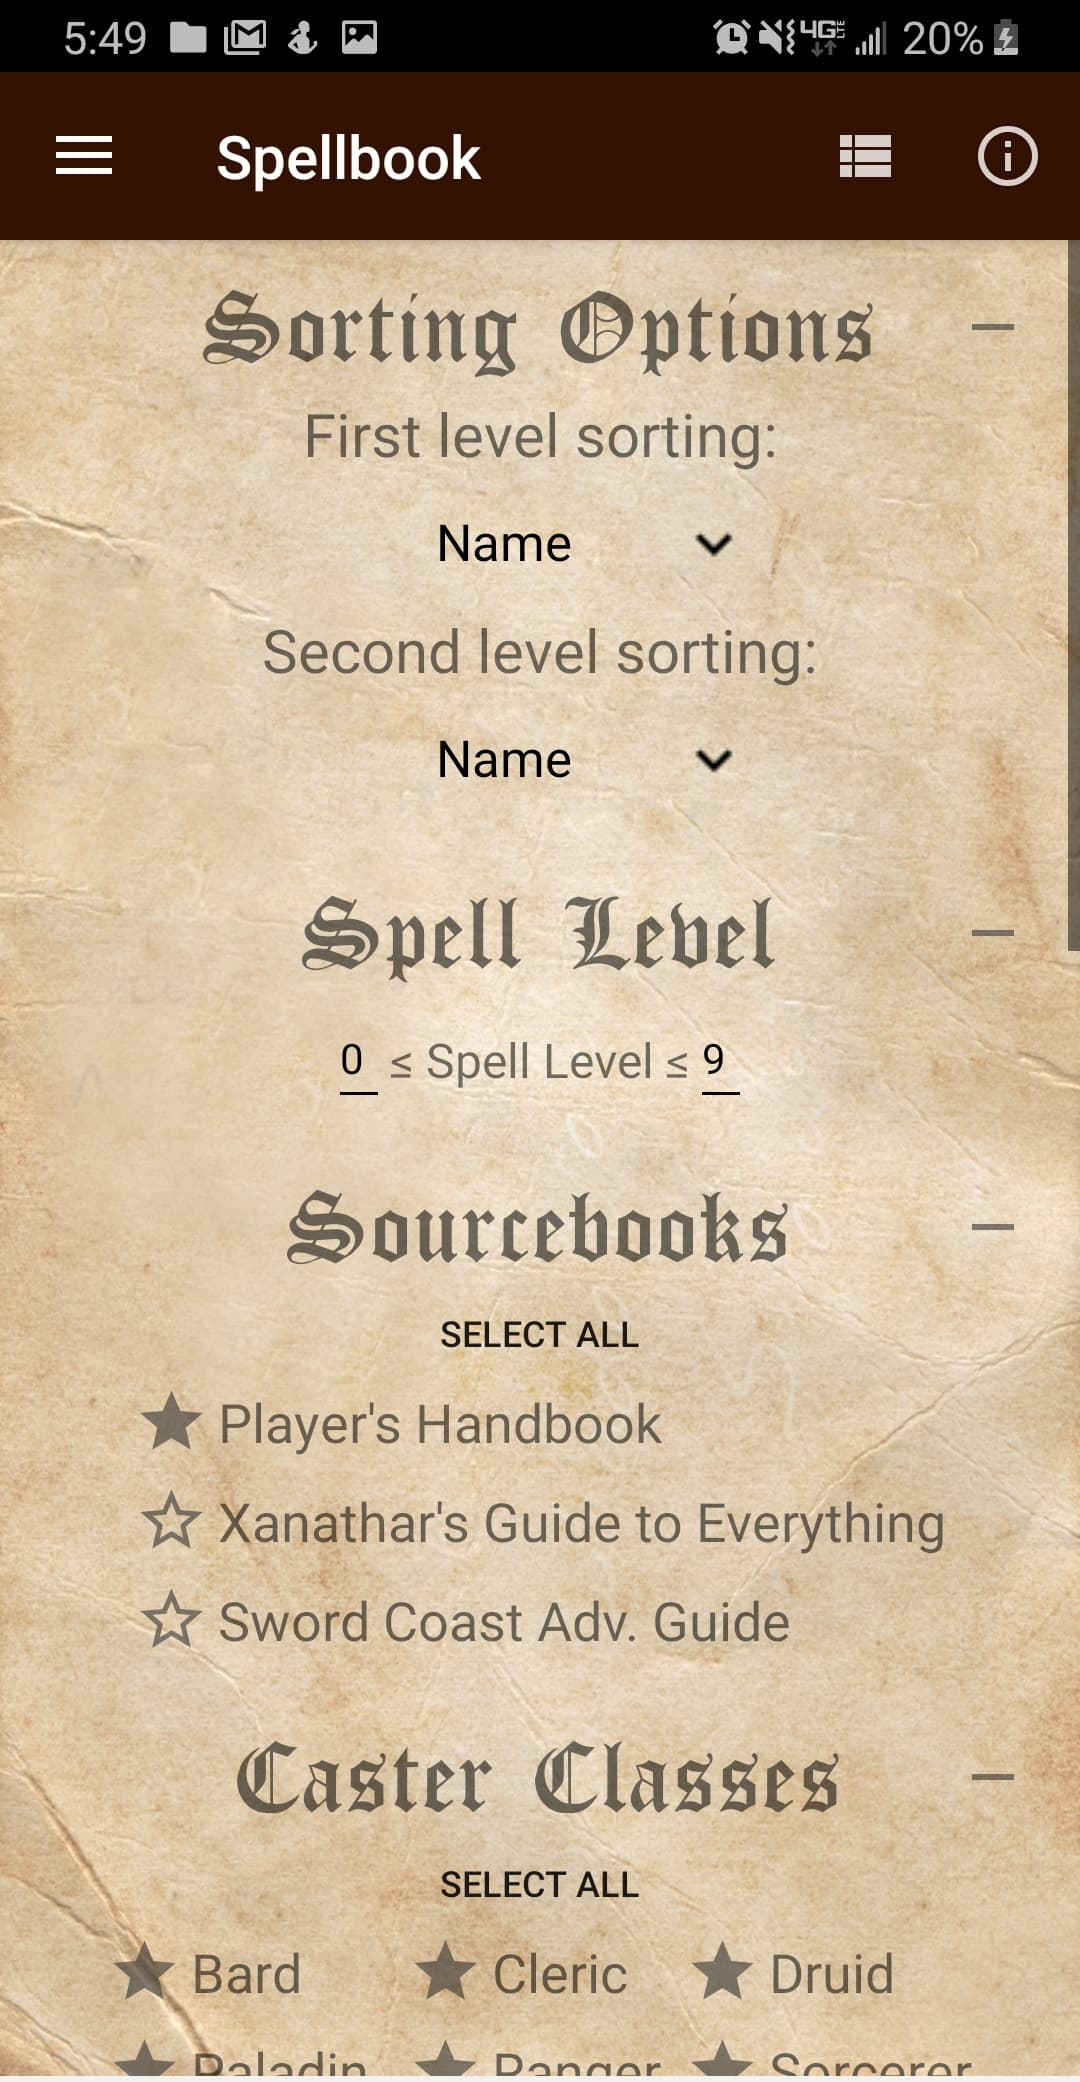 5:49 4G LTE 20%
Spellbook
Sorting Options
First level sorting:
Name
Second level sorting:
Name
Spell Level
0 ≤ Spell Level ≤ 9
Sourcebooks
SELECT ALL
Player's Handbook
Xanathar's Guide to Everything
Sword Coast Adv. Guide
Caster Classes
SELECT ALL
Bard Cleric Druid
Paladin Ranger Sorcerer